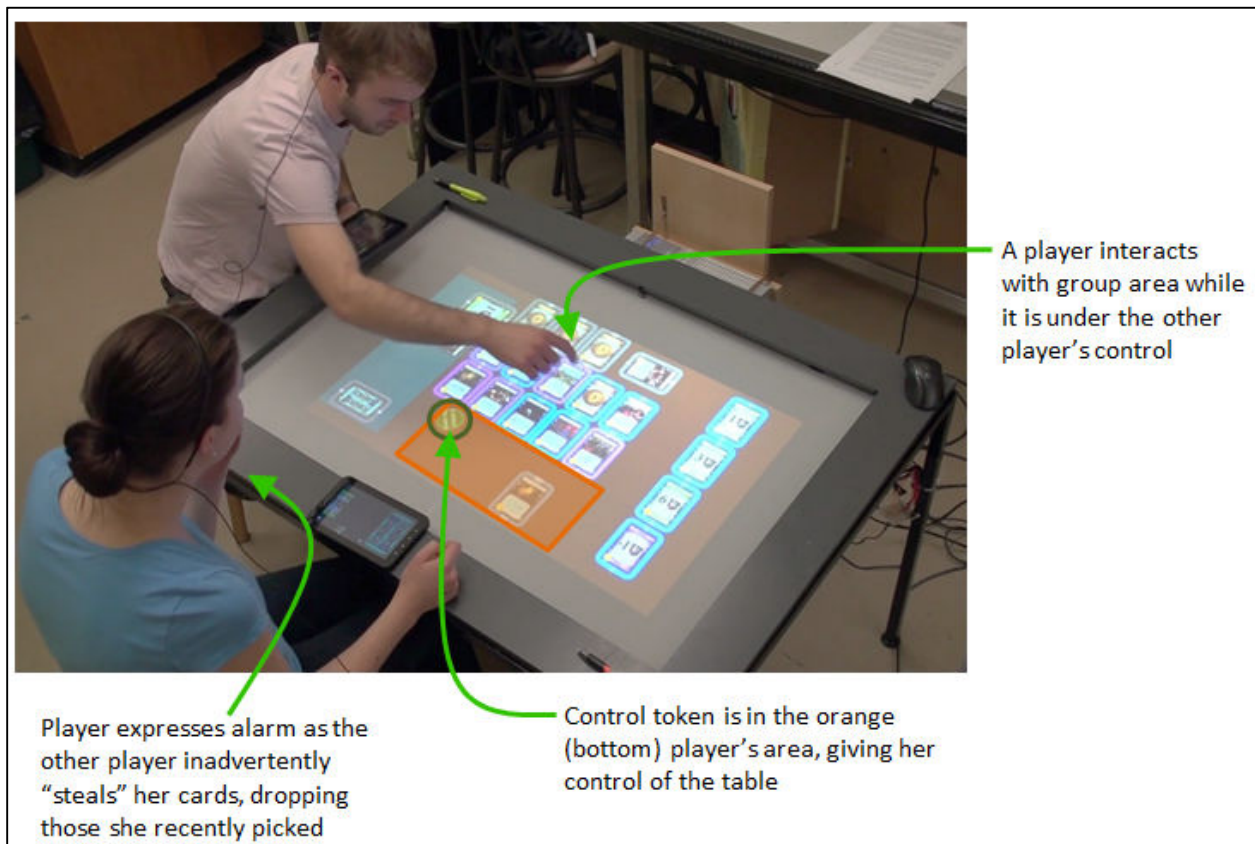 A player interacts
with group area while
it is under the other
player’s control
Player expresses alarm as the
other player inadvertently
“steals” her cards, dropping
those she recently picked
Control token is in the orange
(bottom) player’s area, giving her
control of the table